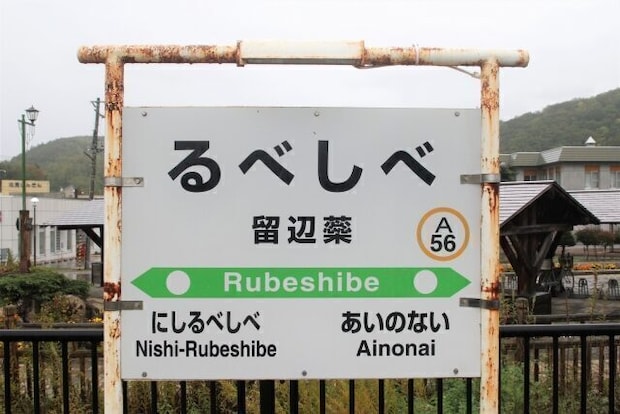 るべしべ
留辺蘂
A
56
Rubeshibe
にしるべしべ
Nishi-Rubeshibe
あいのない
Ainonai